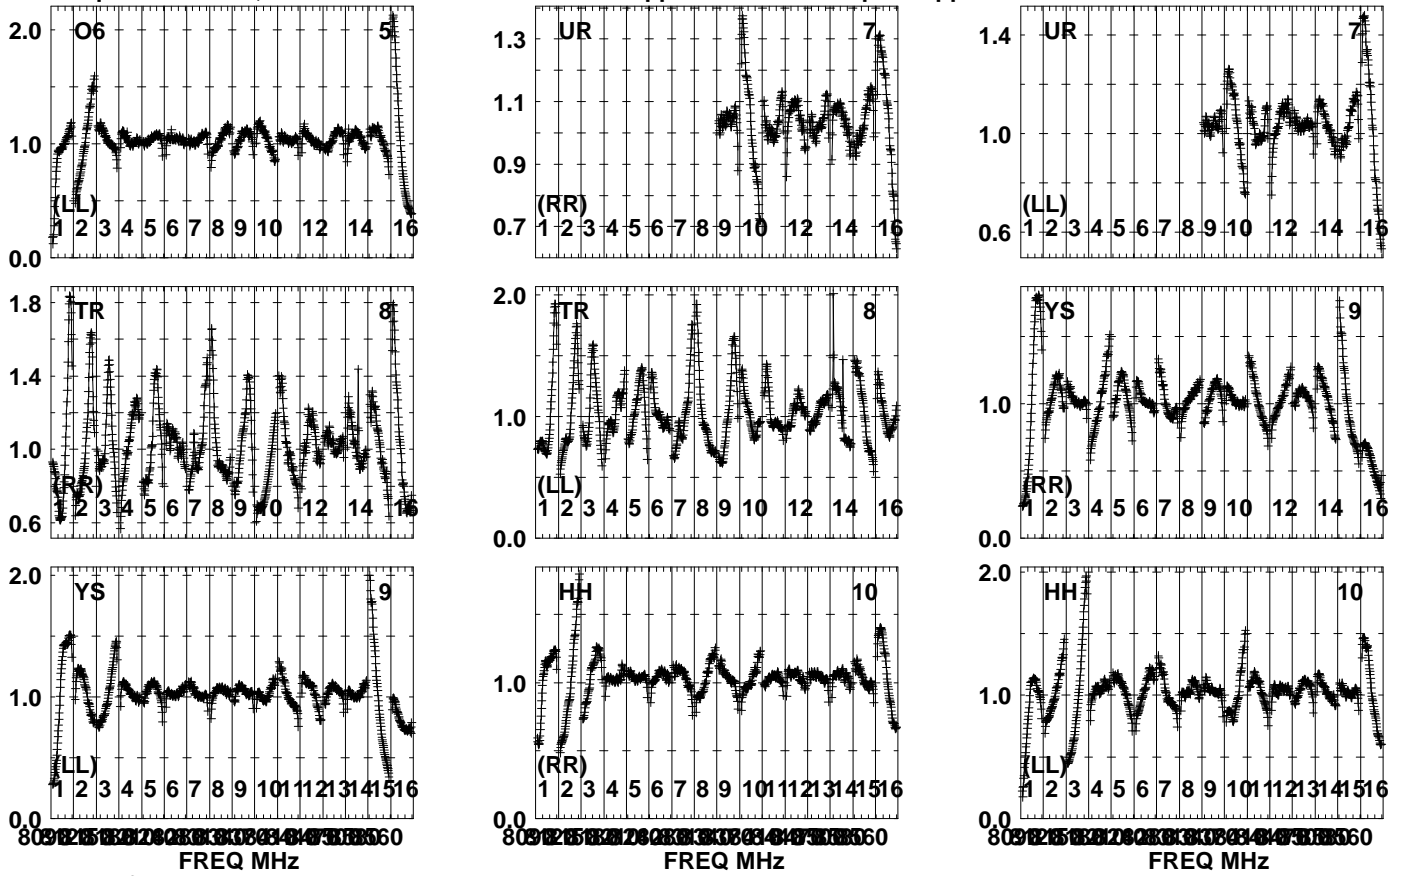 2.0 O6 5
1.0
(LL)
1 2 3 4 5 6 7 8 9 10 12 14 16
0.0
1.3 UR 7
1.1
0.9
(RR)
0.7 1 2 3 4 5 6 7 8 9 10 12 14 16
1.4 UR 7
1.0
(LL)
0.6 1 2 3 4 5 6 7 8 9 10 12 14 16
1.8 TR 8
1.4
1.0
(RR)
1 2 3 4 5 6 7 8 9 10 12 14 16
0.6
2.0 TR 8
1.0
(LL)
1 2 3 4 5 6 7 8 9 10 12 14 16
0.0
YS 9
1.0
(RR)
1 2 3 4 5 6 7 8 9 10 12 14 16
0.0
2.0 YS 9
1.0
(LL)
1 2 3 4 5 6 7 8 9 10 11 12 13 14 15 16
0.0
FREQ MHz
HH 10
1.0
(RR)
1 2 3 4 5 6 7 8 9 10 11 12 13 14 15 16
0.0
FREQ MHz
2.0 HH 10
1.0
(LL)
1 2 3 4 5 6 7 8 9 10 11 12 13 14 15 16
0.0
FREQ MHz